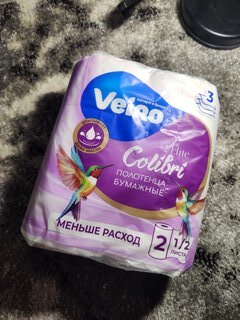 Veiro
3
Colibri
ПОЛОТЕНЦА
БУМАЖНЫЕ
МЕНЬШЕ РАСХОД
2
1/2
ЛИСТА